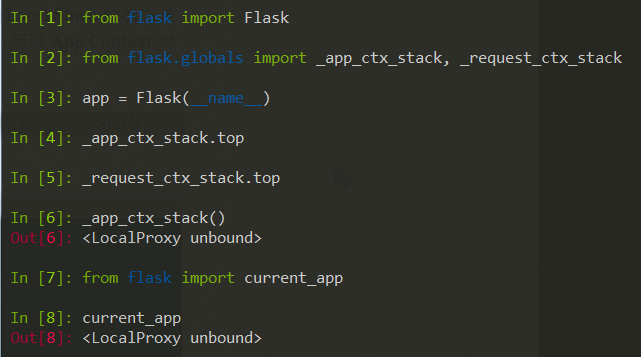 In [1]: from flask import Flask
In [2]: from flask.globals import _app_ctx_stack, _request_ctx_stack
In [3]: app = Flask(__name__)
In [4]: _app_ctx_stack.top
In [5]: _request_ctx_stack.top
In [6]: _app_ctx_stack()
Out[6]: <LocalProxy unbound>
In [7]: from flask import current_app
In [8]: current_app
Out[8]: <LocalProxy unbound>